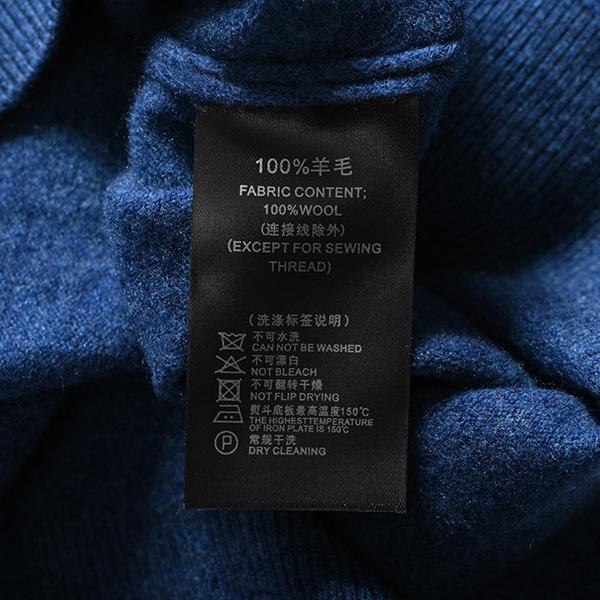 100%羊毛
FABRIC CONTENT;
100%WOOL
（连接线除外）
(EXCEPT FOR SEWING
THREAD)
（洗涤标签说明）
不可水洗
CAN NOT BE WASHED
不可漂白
NOT BLEACH
不可翻转干燥
NOT FLIP DRYING
熨斗底板最高温度150℃
THE HIGHESTTEMPERATURE
OF IRON PLATE IS 150℃
P 常规干洗
DRY CLEANING